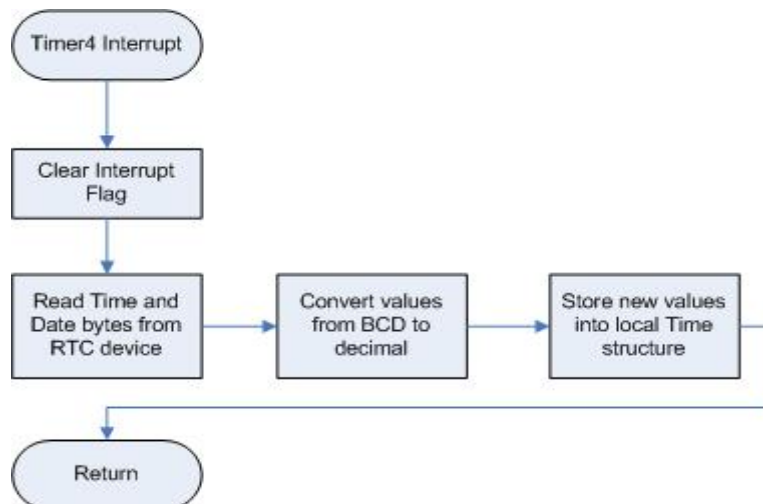 Timer4 Interrupt
Clear Interrupt
Flag
Read Time and
Date bytes from
RTC device
Convert values
from BCD to
decimal
Store new values
into local Time
structure
Return